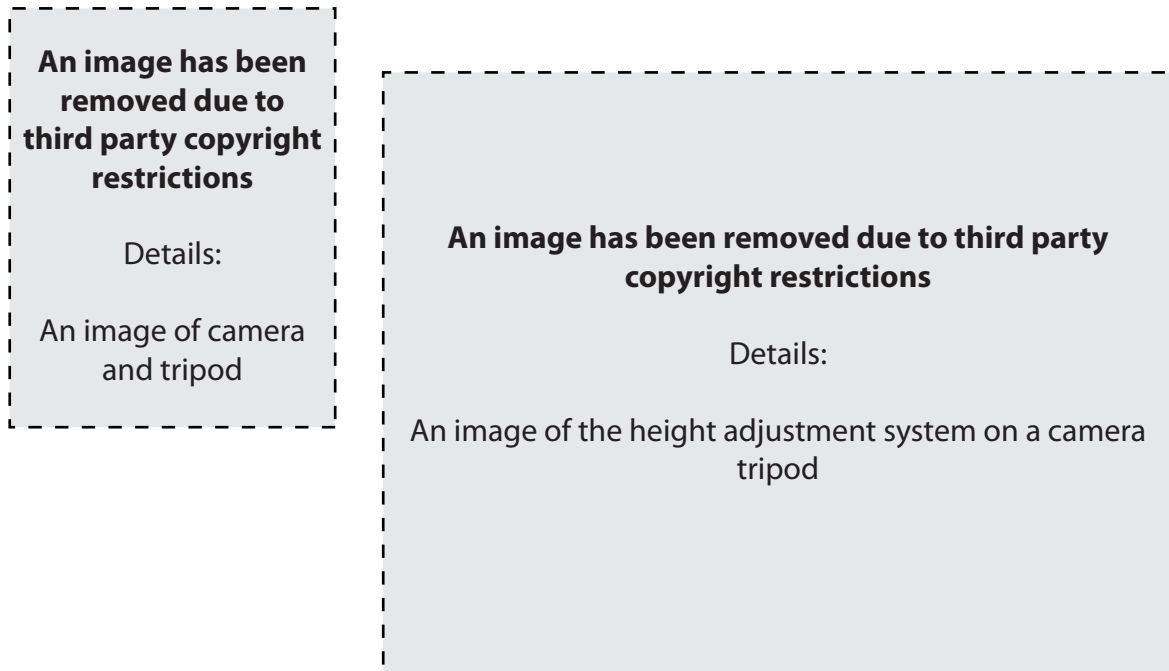 An image has been
removed due to
third party copyright
restrictions
Details:
An image of camera
and tripod
An image has been removed due to third party
copyright restrictions
Details:
An image of the height adjustment system on a camera
tripod